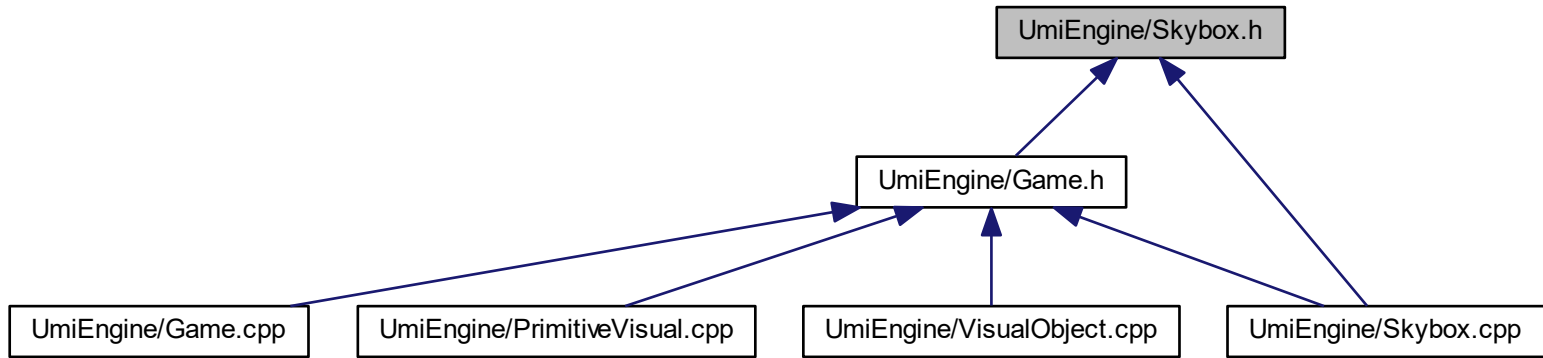 UmiEngine/Skybox.h
UmiEngine/Game.h
UmiEngine/Game.cpp
UmiEngine/PrimitiveVisual.cpp
UmiEngine/VisualObject.cpp
UmiEngine/Skybox.cpp